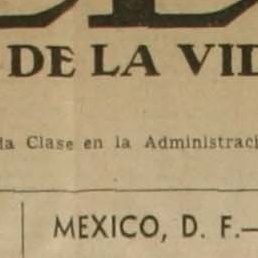 DE LA VID
da Clase en la Administraci
MEXICO, D. F.—